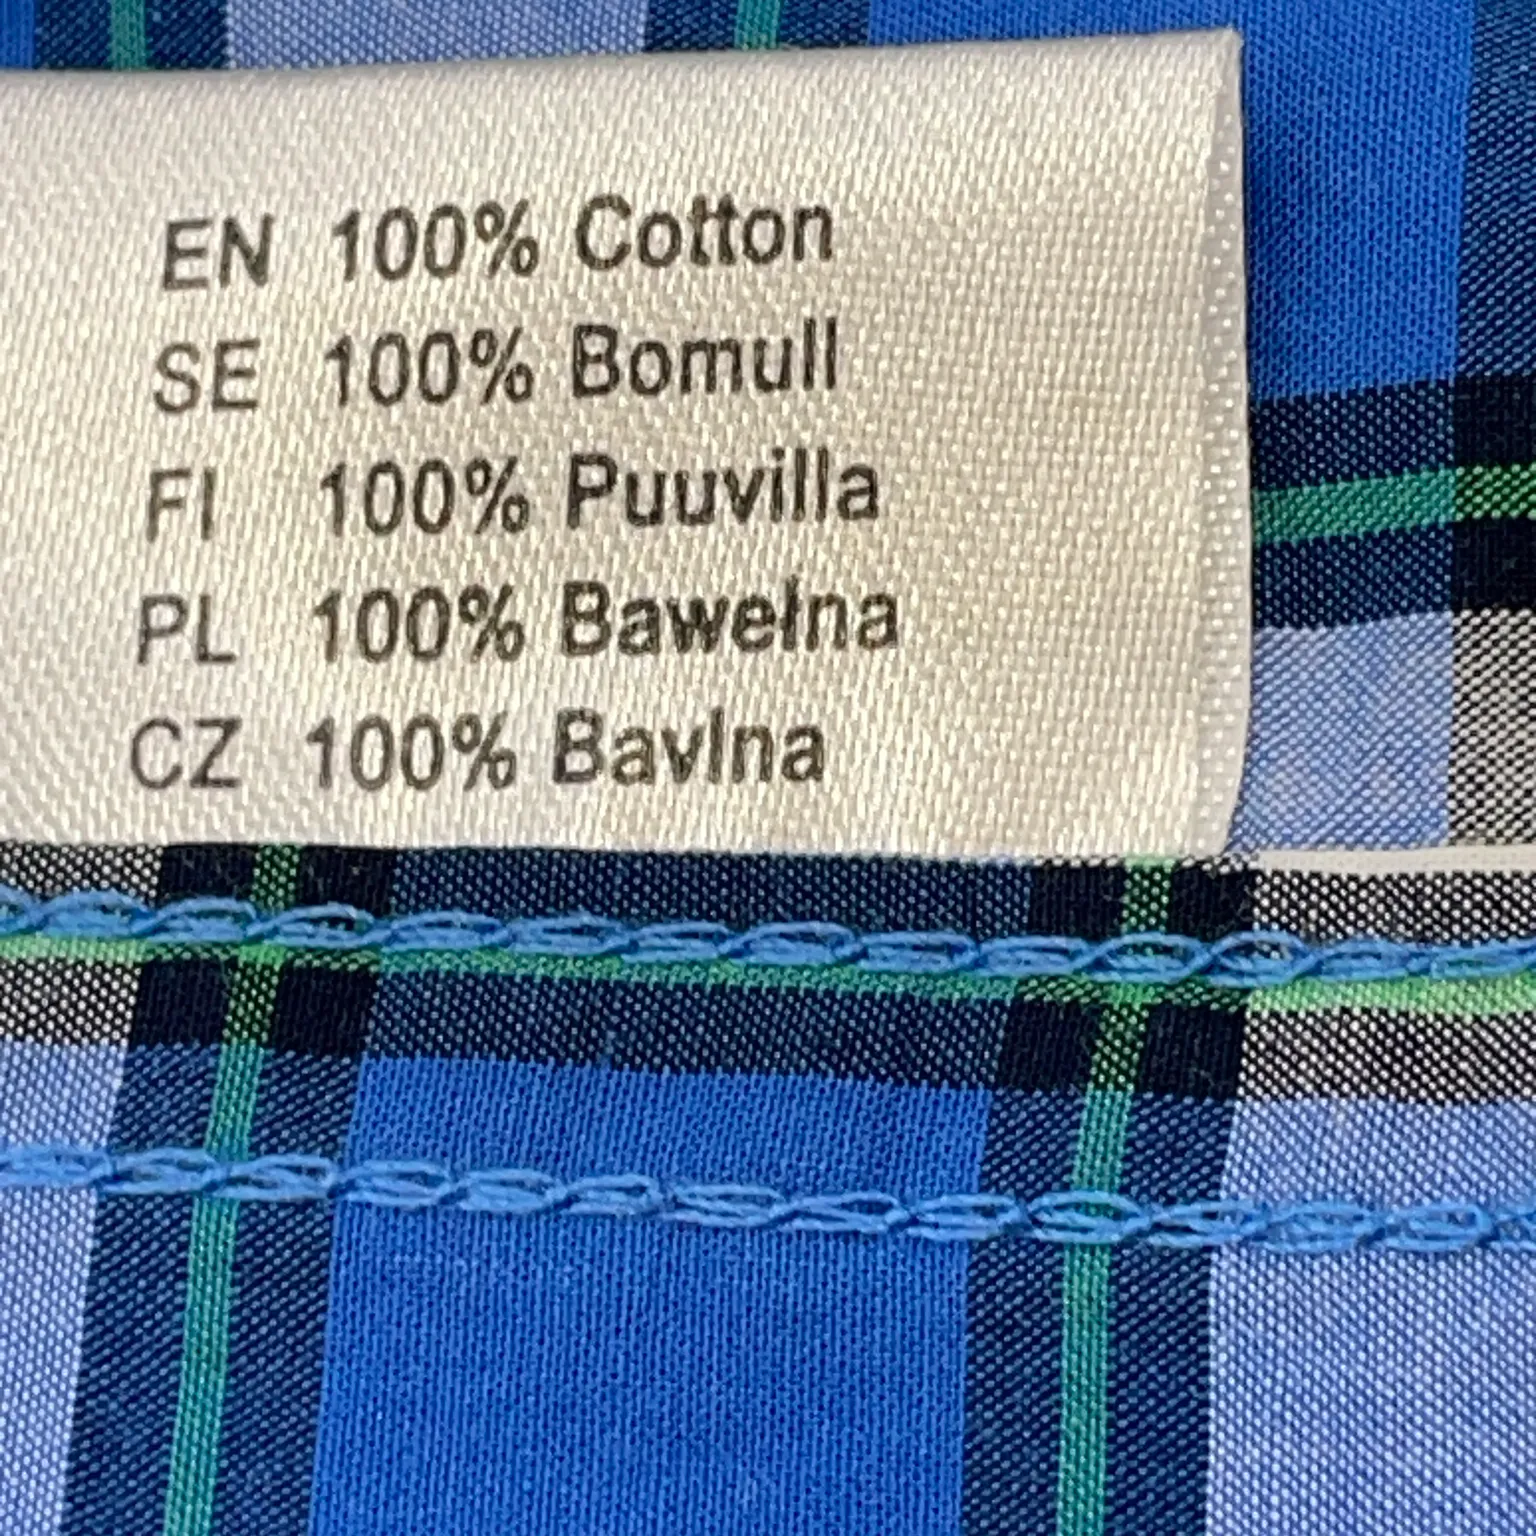 EN 100% Cotton
SE 100% Bomull
FI 100% Puuvilla
PL 100% Bawełna
CZ 100% Bavlna